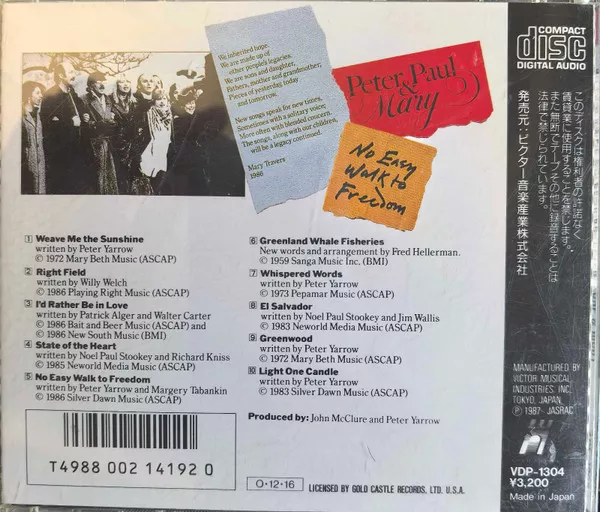 We inherited hope.
We are made up of
other people's legacies.
We are sons and daughter,
Fathers, mother and grandmother,
Pieces of yesterday, today
and tomorrow.
New songs speak for new times,
Sometimes with a solitary voice;
More often with blended concern.
The songs, along with our children,
will be a legacy continued.
Mary Travers
1986
Peter, Paul
& Mary
No Easy
Walk to
Freedom
1 Weave Me the Sunshine
written by Peter Yarrow
© 1972 Mary Beth Music (ASCAP)
2 Right Field
written by Willy Welch
© 1986 Playing Right Music (ASCAP)
3 I'd Rather Be in Love
written by Patrick Alger and Walter Carter
© 1986 Bait and Beer Music (ASCAP) and
© 1986 New South Music (BMI)
4 State of the Heart
written by Noel Paul Stookey and Richard Kniss
© 1985 Neworld Media Music (ASCAP)
5 No Easy Walk to Freedom
written by Peter Yarrow and Margery Tabankin
© 1986 Silver Dawn Music (ASCAP)
6 Greenland Whale Fisheries
New words and arrangement by Fred Hellerman.
© 1959 Sanga Music Inc. (BMI)
7 Whispered Words
written by Peter Yarrow
© 1973 Pepamar Music (ASCAP)
8 El Salvador
written by Noel Paul Stookey and Jim Wallis
© 1983 Neworld Media Music (ASCAP)
9 Greenwood
written by Peter Yarrow
© 1972 Mary Beth Music (ASCAP)
10 Light One Candle
written by Peter Yarrow
© 1983 Silver Dawn Music (ASCAP)
Produced by: John McClure and Peter Yarrow
T4988 002 14192 0
O·12·16
LICENSED BY GOLD CASTLE RECORDS, LTD. U.S.A.
COMPACT
disc
DIGITAL AUDIO
このディスクは権利者の許諾なく
賃貸業に使用することを禁じます。
また無断でテープその他に録音することは
法律で禁じられています。
発売元:ビクター音楽産業株式会社
MANUFACTURED BY
VICTOR MUSICAL
INDUSTRIES, INC.
TOKYO, JAPAN
Ⓟ 1987 JASRAC
VDP-1304
¥3,200
Made in Japan